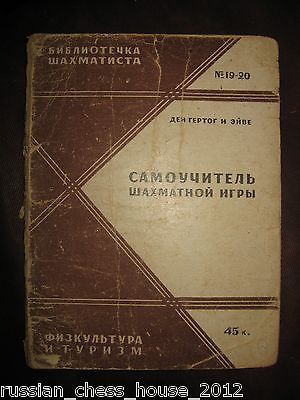 БИБЛИОТЕЧКА
ШАХМАТИСТА
№19-20
ДЕН ГЕРТОГ И ЭЙВЕ
САМОУЧИТЕЛЬ
ШАХМАТНОЙ ИГРЫ
45 к.
ФИЗКУЛЬТУРА
И ТУРИЗМ
russian_chess_house_2012